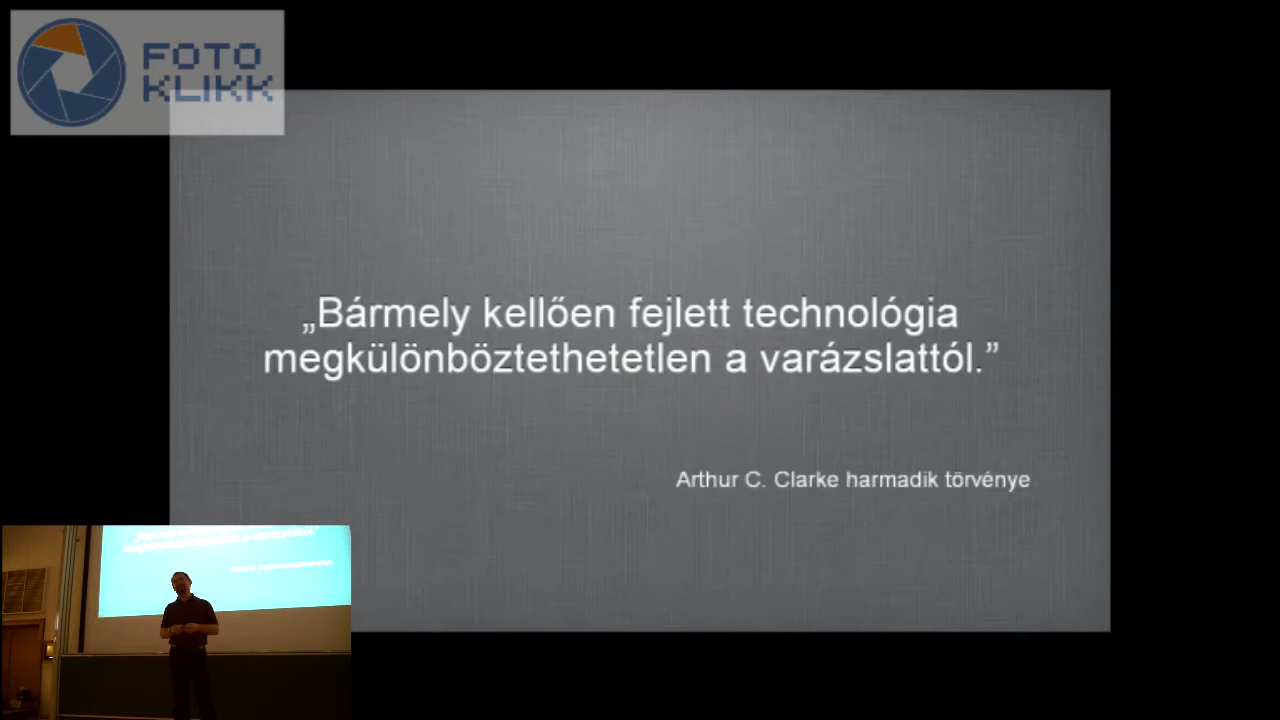 FOTO
KLIKK
„Bármely kellően fejlett technológia
megkülönböztethetetlen a varázslattól.”
Arthur C. Clarke harmadik törvénye